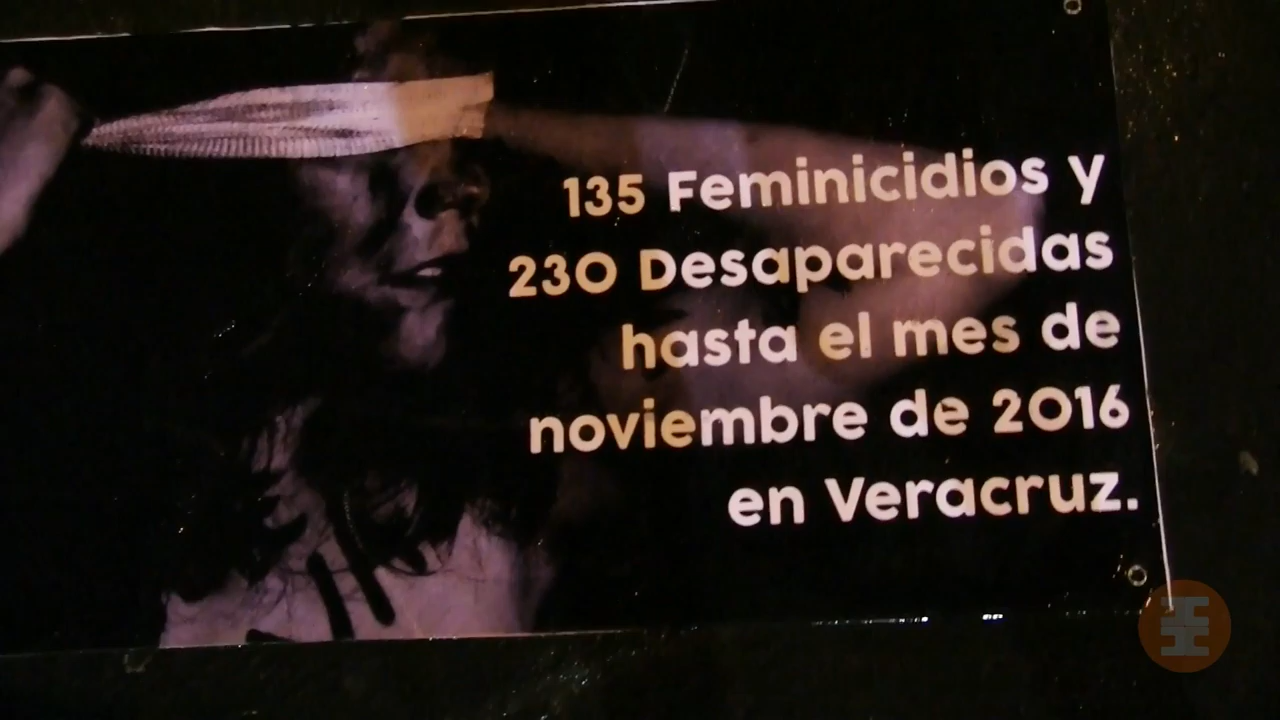 135 Feminicidios y
230 Desaparecidas
hasta el mes de
noviembre de 2016
en Veracruz.